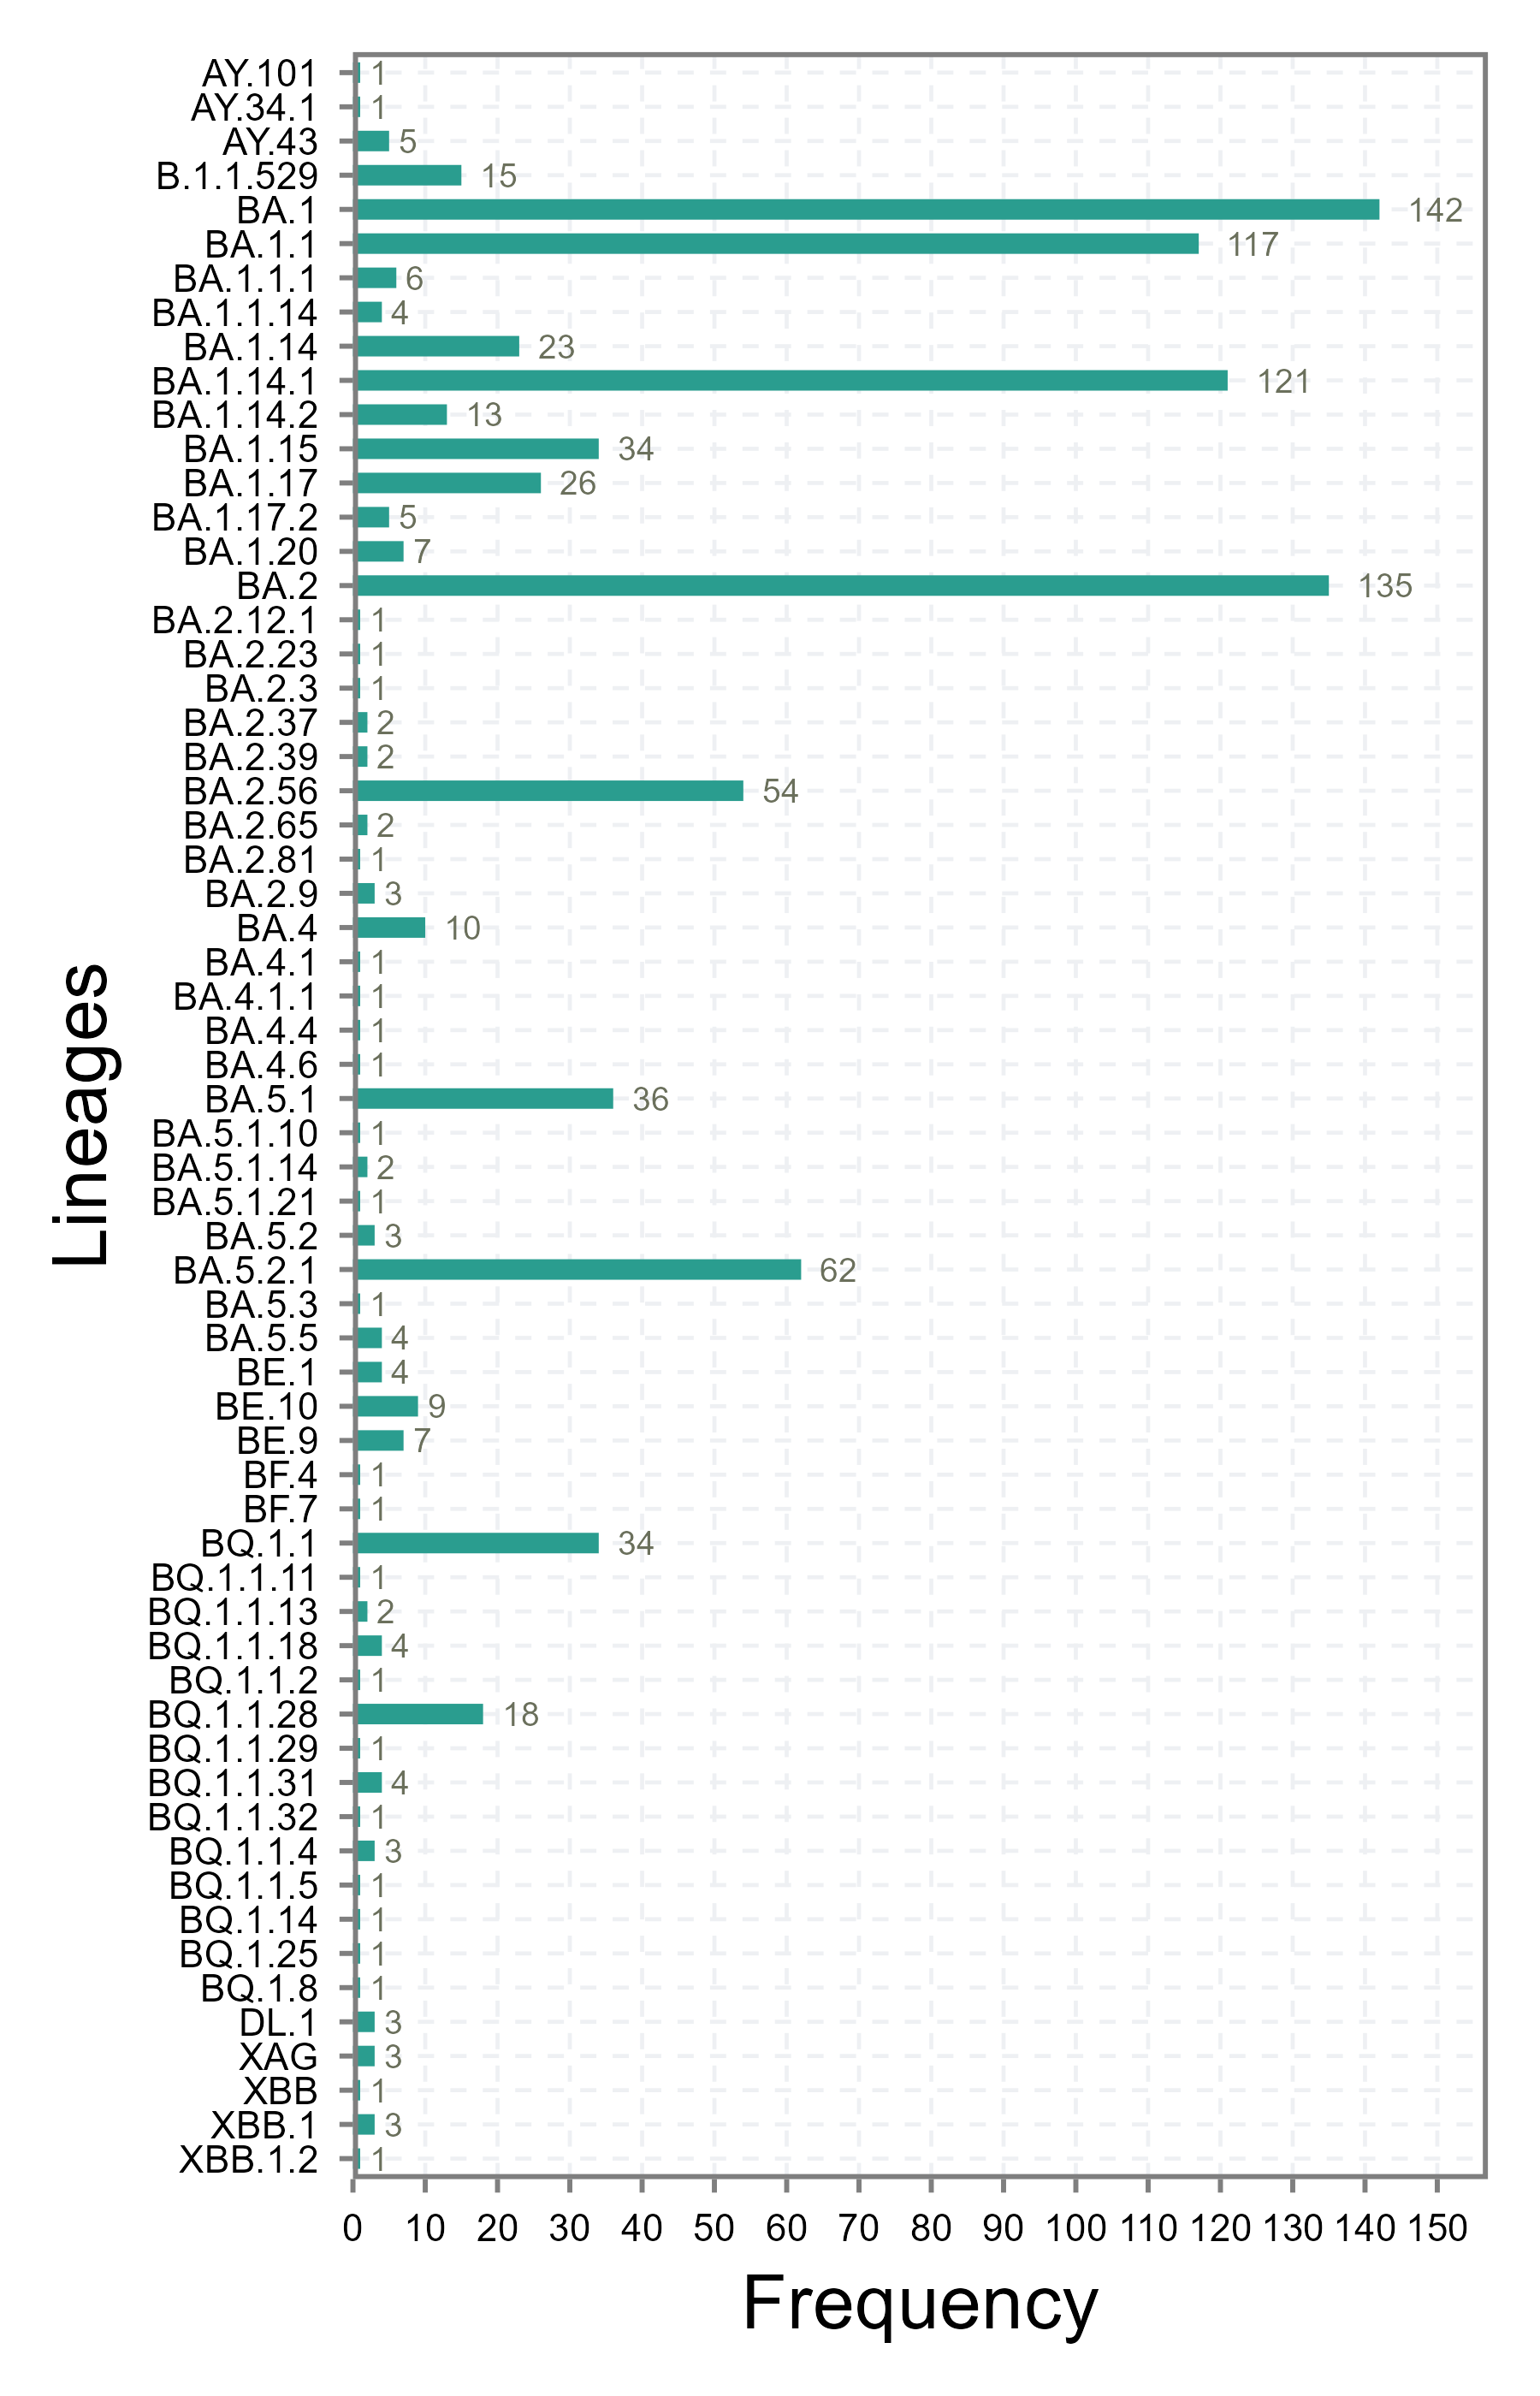 AY.101 1
AY.34.1 1
AY.43 5
B.1.1.529 15
BA.1 142
BA.1.1 117
BA.1.1.1 6
BA.1.1.14 4
BA.1.14 23
BA.1.14.1 121
BA.1.14.2 13
BA.1.15 34
BA.1.17 26
BA.1.17.2 5
BA.1.20 7
BA.2 135
BA.2.12.1 1
BA.2.23 1
BA.2.3 1
BA.2.37 2
BA.2.39 2
BA.2.56 54
BA.2.65 2
BA.2.81 1
BA.2.9 3
BA.4 10
BA.4.1 1
BA.4.1.1 1
BA.4.4 1
BA.4.6 1
BA.5.1 36
BA.5.1.10 1
BA.5.1.14 2
BA.5.1.21 1
BA.5.2 3
BA.5.2.1 62
BA.5.3 1
BA.5.5 4
BE.1 4
BE.10 9
BE.9 7
BF.4 1
BF.7 1
BQ.1.1 34
BQ.1.1.11 1
BQ.1.1.13 2
BQ.1.1.18 4
BQ.1.1.2 1
BQ.1.1.28 18
BQ.1.1.29 1
BQ.1.1.31 4
BQ.1.1.32 1
BQ.1.1.4 3
BQ.1.1.5 1
BQ.1.14 1
BQ.1.25 1
BQ.1.8 1
DL.1 3
XAG 3
XBB 1
XBB.1 3
XBB.1.2 1
Lineages
0 10 20 30 40 50 60 70 80 90 100 110 120 130 140 150
Frequency